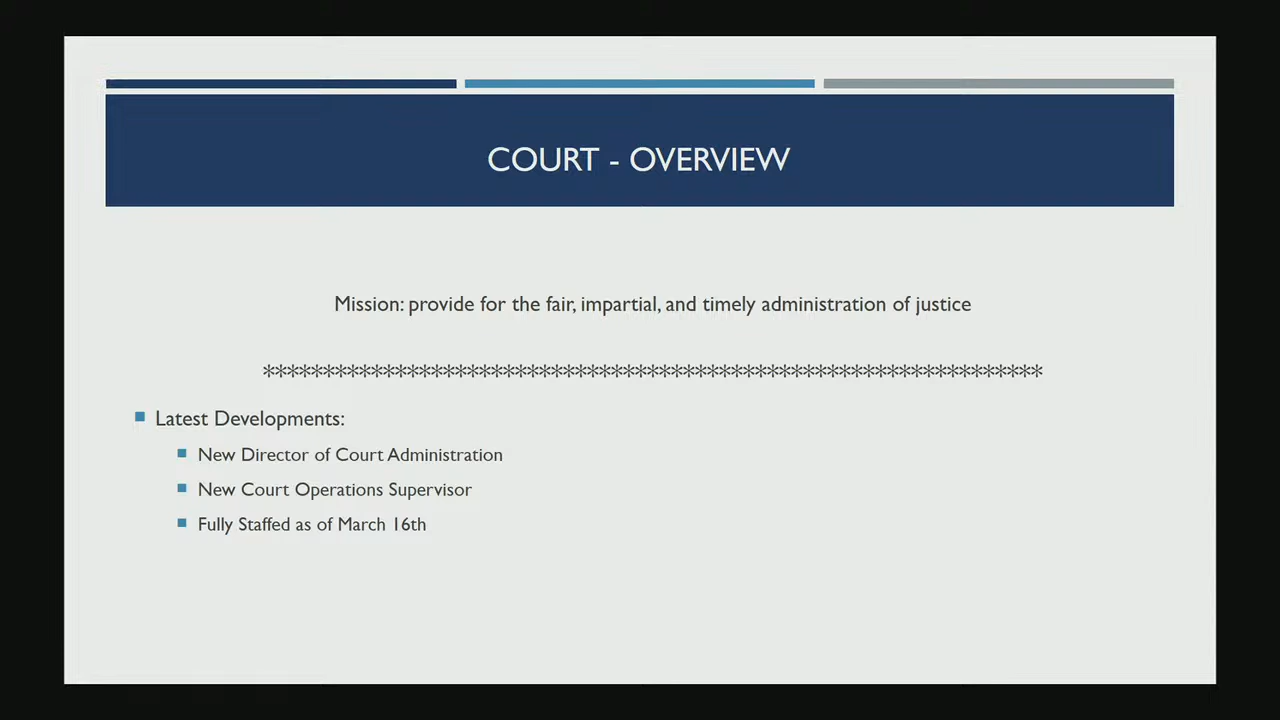 COURT - OVERVIEW
Mission: provide for the fair, impartial, and timely administration of justice
*****************************************************************
Latest Developments:
New Director of Court Administration
New Court Operations Supervisor
Fully Staffed as of March 16th